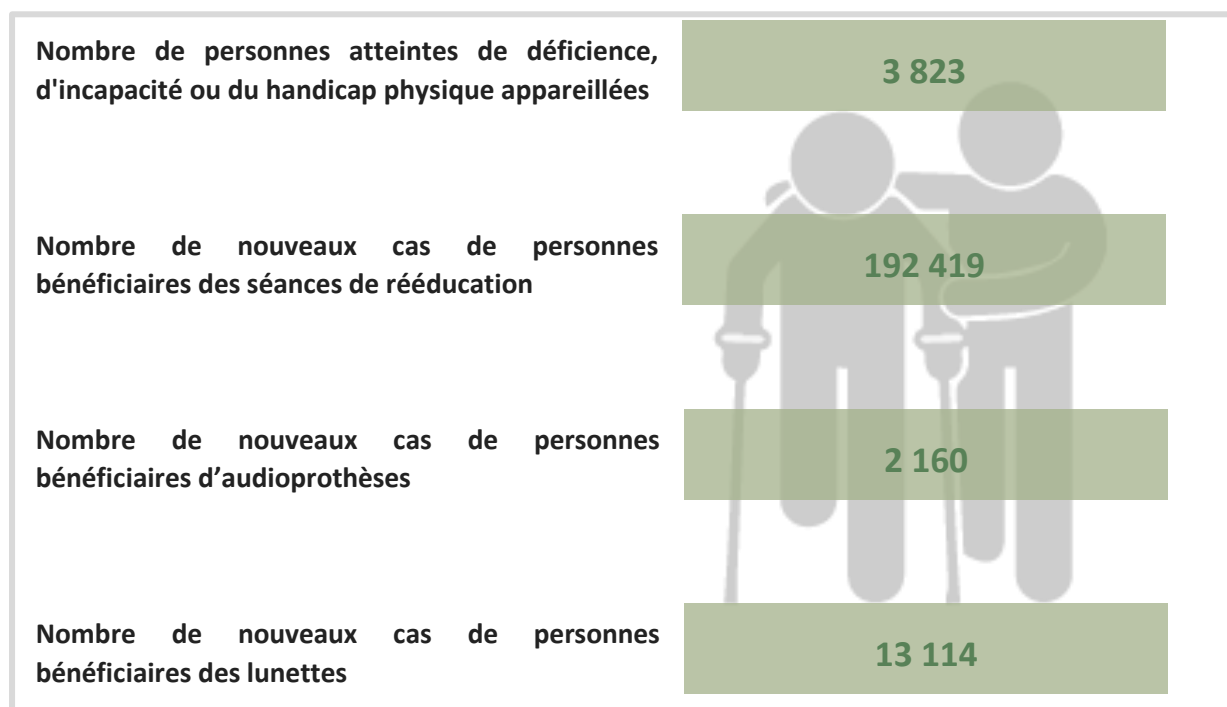 Nombre de personnes atteintes de déficience,
d'incapacité ou du handicap physique appareillées
3 823
Nombre de nouveaux cas de personnes
bénéficiaires des séances de rééducation
192 419
Nombre de nouveaux cas de personnes
bénéficiaires d’audioprothèses
2 160
Nombre de nouveaux cas de personnes
bénéficiaires des lunettes
13 114